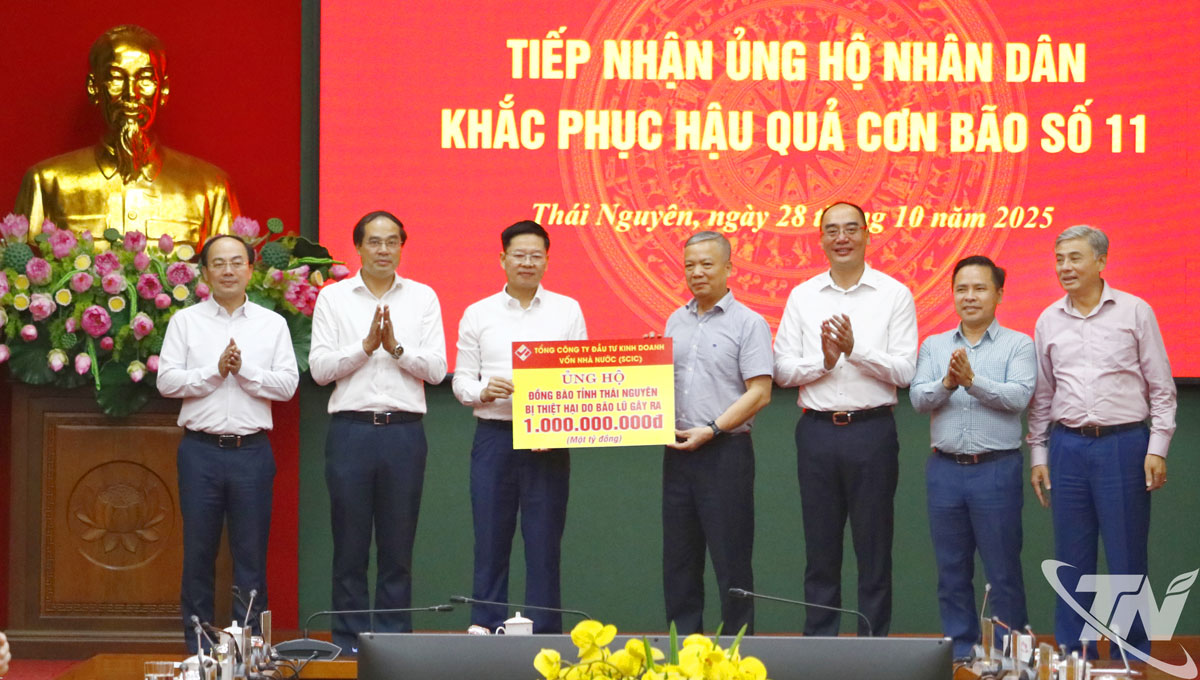 TIẾP NHẬN ỦNG HỘ NHÂN DÂN
KHẮC PHỤC HẬU QUẢ CƠN BÃO SỐ 11
Thái Nguyên, ngày 28 tháng 10 năm 2025
TỔNG CÔNG TY ĐẦU TƯ KINH DOANH
VỐN NHÀ NƯỚC (SCIC)
ỦNG HỘ
ĐỒNG BÀO TỈNH THÁI NGUYÊN
BỊ THIỆT HẠI DO BÃO LŨ GÂY RA
1.000.000.000đ
(Một tỷ đồng)
TN